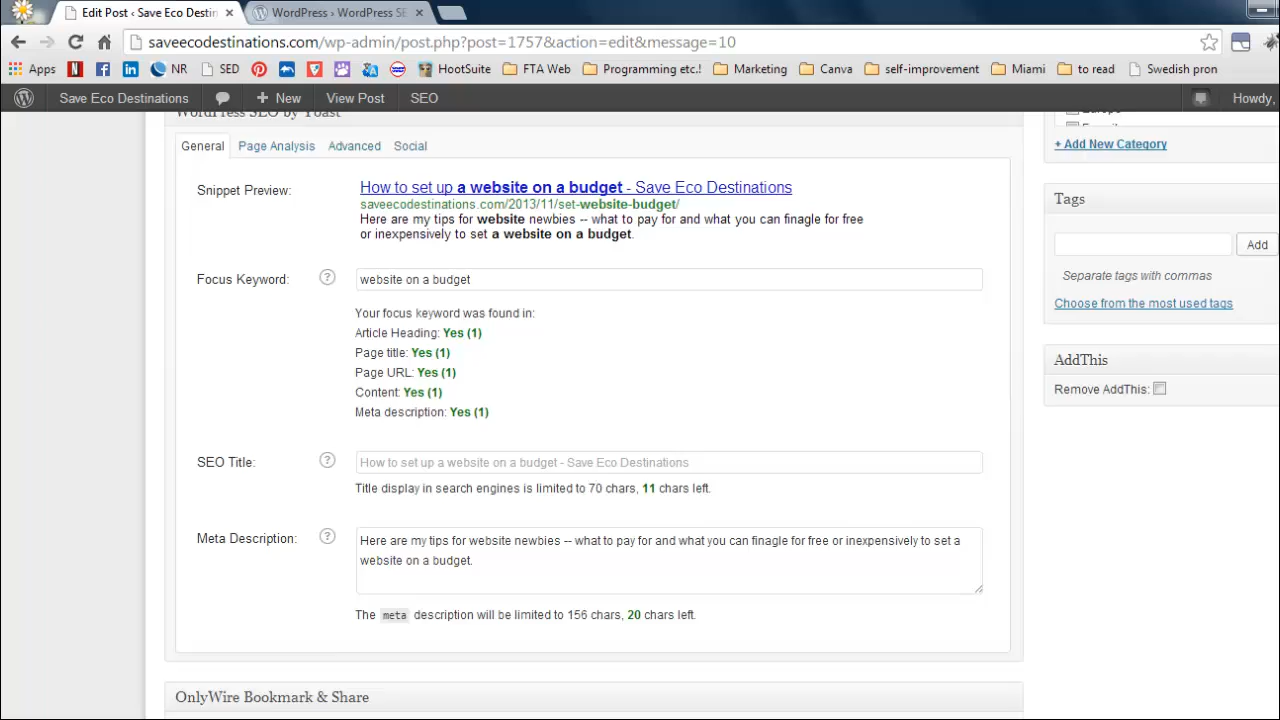 Edit Post ‹ Save Eco Destin
WordPress › WordPress SE
saveecodestinations.com/wp-admin/post.php?post=1757&action=edit&message=10
Apps
NR
SED
HootSuite
FTA Web
Programming etc.!
Marketing
Canva
self-improvement
Miami
to read
Swedish pron
Save Eco Destinations
+ New
View Post
SEO
Howdy,
WordPress SEO by Yoast
General
Page Analysis
Advanced
Social
+ Add New Category
Snippet Preview:
How to set up a website on a budget - Save Eco Destinations
saveecodestinations.com/2013/11/set-website-budget/
Here are my tips for website newbies -- what to pay for and what you can finagle for free
or inexpensively to set a website on a budget.
Tags
Add
Separate tags with commas
Choose from the most used tags
Focus Keyword:
?
website on a budget
Your focus keyword was found in:
Article Heading: Yes (1)
Page title: Yes (1)
Page URL: Yes (1)
Content: Yes (1)
Meta description: Yes (1)
AddThis
Remove AddThis:
SEO Title:
?
How to set up a website on a budget - Save Eco Destinations
Title display in search engines is limited to 70 chars, 11 chars left.
Meta Description:
?
Here are my tips for website newbies -- what to pay for and what you can finagle for free or inexpensively to set a
website on a budget.
The meta description will be limited to 156 chars, 20 chars left.
OnlyWire Bookmark & Share